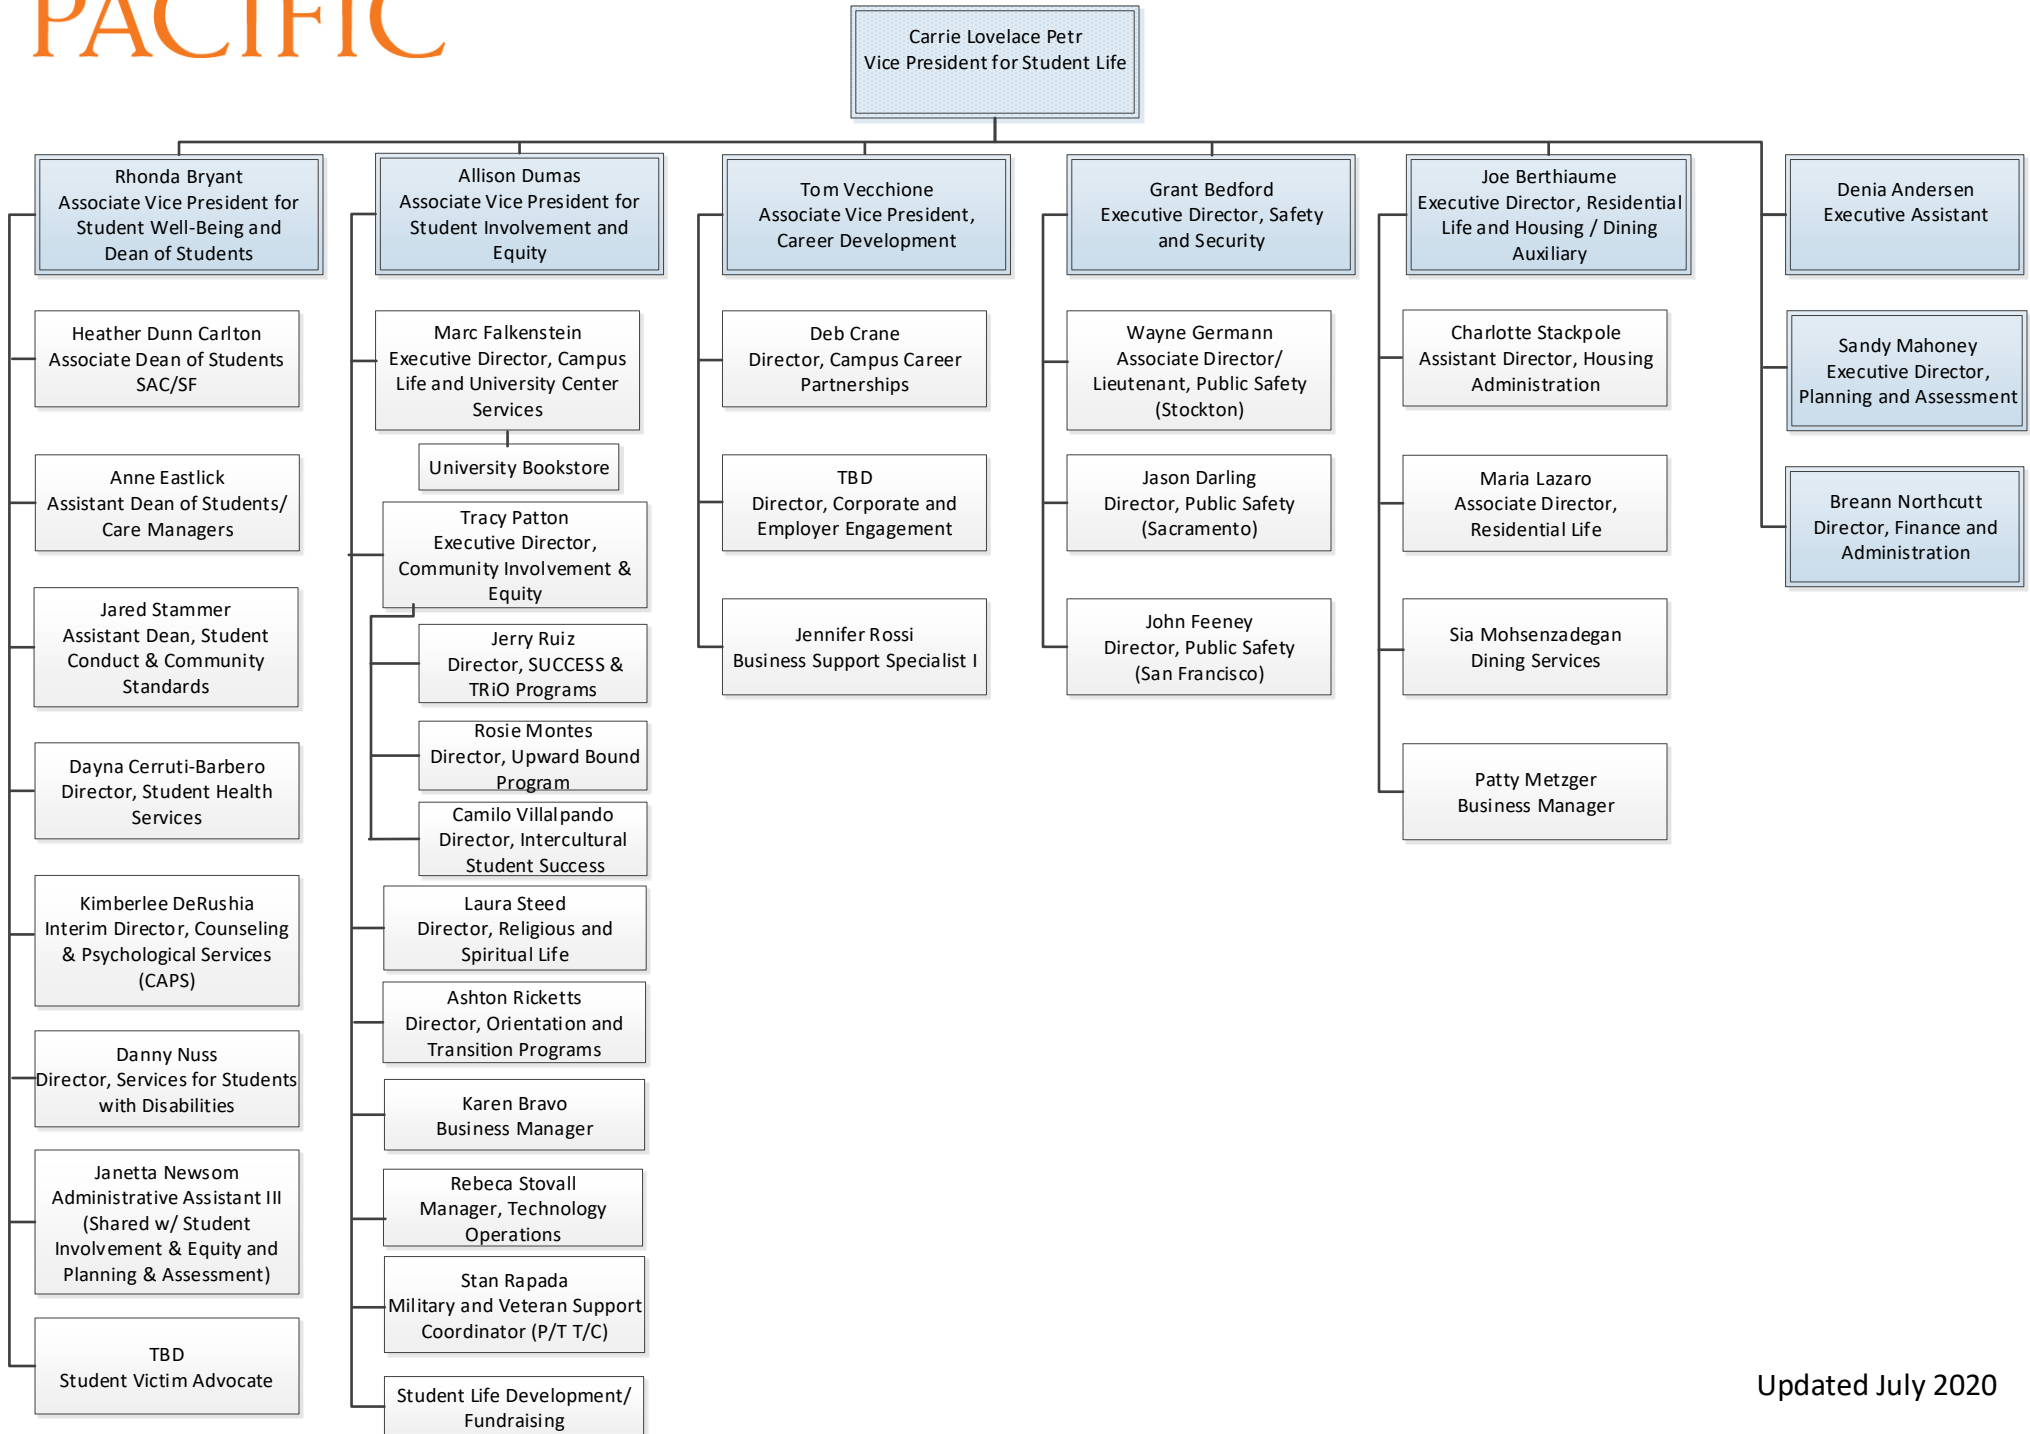 PACIFIC
Carrie Lovelace Petr
Vice President for Student Life
Rhonda Bryant
Associate Vice President for
Student Well-Being and
Dean of Students
Heather Dunn Carlton
Associate Dean of Students
SAC/SF
Anne Eastlick
Assistant Dean of Students/
Care Managers
Jared Stammer
Assistant Dean, Student
Conduct & Community
Standards
Dayna Cerruti-Barbero
Director, Student Health
Services
Kimberlee DeRushia
Interim Director, Counseling
& Psychological Services
(CAPS)
Danny Nuss
Director, Services for Students
with Disabilities
Janetta Newsom
Administrative Assistant III
(Shared w/ Student
Involvement & Equity and
Planning & Assessment)
TBD
Student Victim Advocate
Allison Dumas
Associate Vice President for
Student Involvement and
Equity
Marc Falkenstein
Executive Director, Campus
Life and University Center
Services
University Bookstore
Tracy Patton
Executive Director,
Community Involvement &
Equity
Jerry Ruiz
Director, SUCCESS &
TRiO Programs
Rosie Montes
Director, Upward Bound
Program
Camilo Villalpando
Director, Intercultural
Student Success
Laura Steed
Director, Religious and
Spiritual Life
Ashton Ricketts
Director, Orientation and
Transition Programs
Karen Bravo
Business Manager
Rebeca Stovall
Manager, Technology
Operations
Stan Rapada
Military and Veteran Support
Coordinator (P/T T/C)
Student Life Development/
Fundraising
Tom Vecchione
Associate Vice President,
Career Development
Deb Crane
Director, Campus Career
Partnerships
TBD
Director, Corporate and
Employer Engagement
Jennifer Rossi
Business Support Specialist I
Grant Bedford
Executive Director, Safety
and Security
Wayne Germann
Associate Director/
Lieutenant, Public Safety
(Stockton)
Jason Darling
Director, Public Safety
(Sacramento)
John Feeney
Director, Public Safety
(San Francisco)
Joe Berthiaume
Executive Director, Residential
Life and Housing / Dining
Auxiliary
Charlotte Stackpole
Assistant Director, Housing
Administration
Maria Lazaro
Associate Director,
Residential Life
Sia Mohsenzadegan
Dining Services
Patty Metzger
Business Manager
Denia Andersen
Executive Assistant
Sandy Mahoney
Executive Director,
Planning and Assessment
Breann Northcutt
Director, Finance and
Administration
Updated July 2020